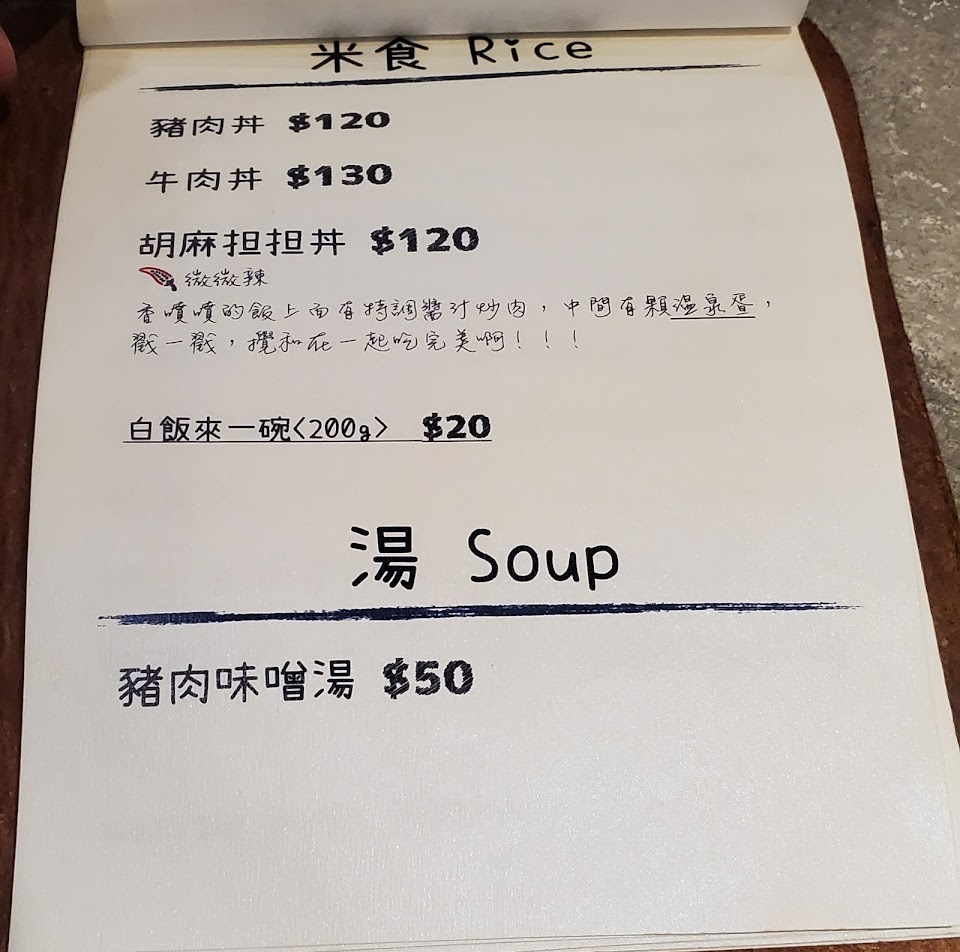 米食 Rice
豬肉丼 $120
牛肉丼 $130
胡麻担担丼 $120
微微辣
香噴噴的飯上面有特調醬汁炒肉，中間有顆溫泉蛋，
戳一戳，攪和在一起吃完美啊！！！
白飯來一碗<200g> $20
湯 Soup
豬肉味噌湯 $50